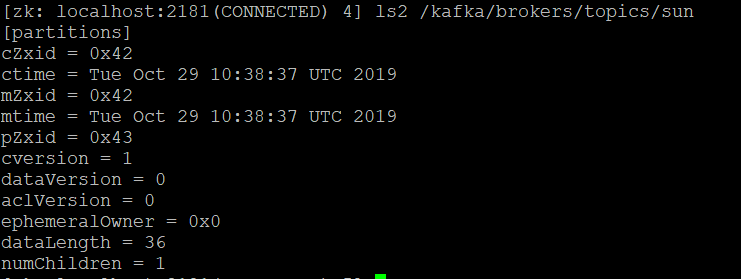 [zk: localhost:2181(CONNECTED) 4] ls2 /kafka/brokers/topics/sun
[partitions]
cZxid = 0x42
ctime = Tue Oct 29 10:38:37 UTC 2019
mZxid = 0x42
mtime = Tue Oct 29 10:38:37 UTC 2019
pZxid = 0x43
cversion = 1
dataVersion = 0
aclVersion = 0
ephemeralOwner = 0x0
dataLength = 36
numChildren = 1